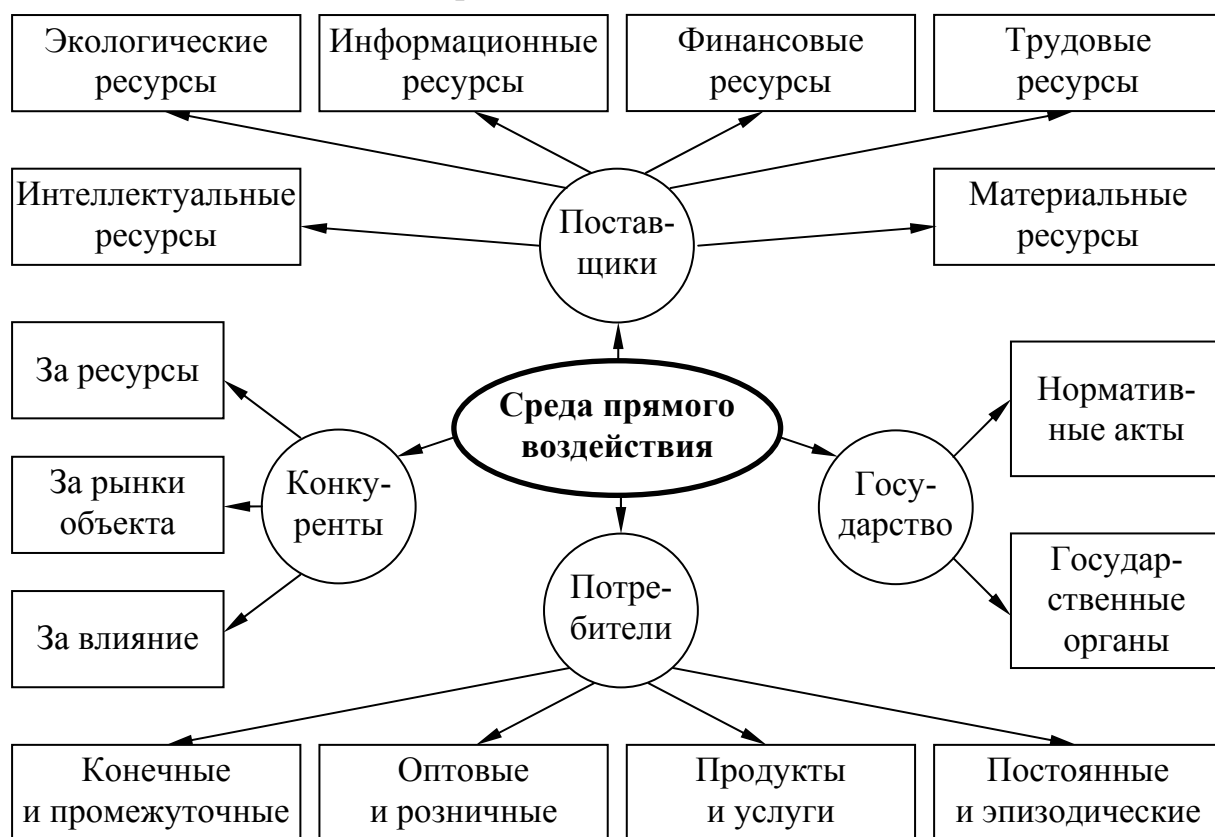 Экологические
ресурсы
Информационные
ресурсы
Финансовые
ресурсы
Трудовые
ресурсы
Интеллектуальные
ресурсы
Постав-
щики
Материальные
ресурсы
За ресурсы
Среда прямого
воздействия
Норматив-
ные акты
За рынки
объекта
Конку-
ренты
Госу-
дарство
За влияние
Потре-
бители
Государ-
ственные
органы
Конечные
и промежуточные
Оптовые
и розничные
Продукты
и услуги
Постоянные
и эпизодические